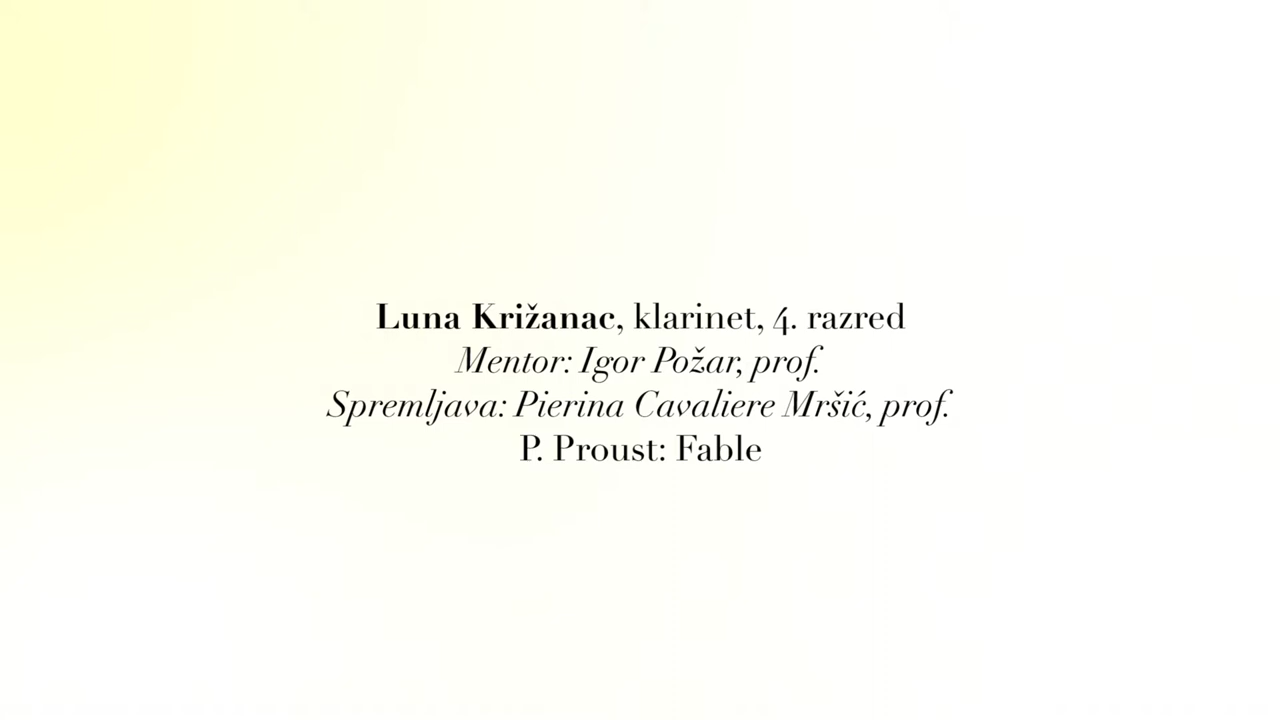 Luna Križanac, klarinet, 4. razred
Mentor: Igor Požar, prof.
Spremljava: Pierina Cavaliere Mršić, prof.
P. Proust: Fable